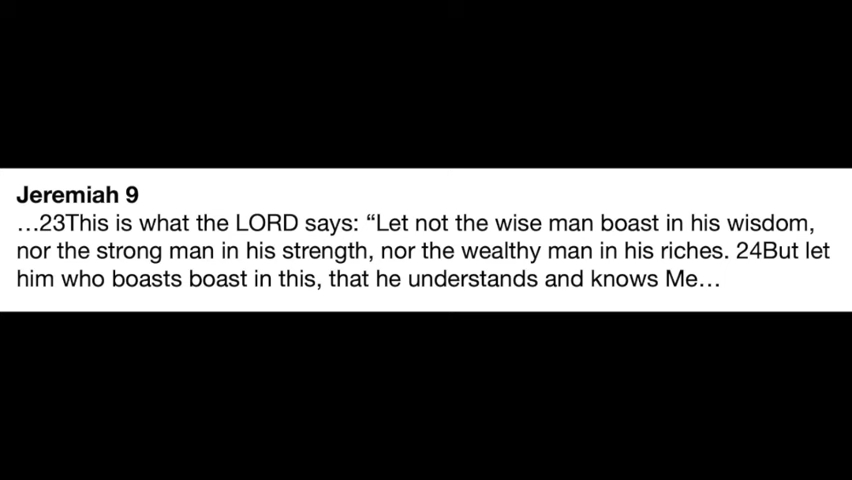 Jeremiah 9
…23This is what the LORD says: “Let not the wise man boast in his wisdom,
nor the strong man in his strength, nor the wealthy man in his riches. 24But let
him who boasts boast in this, that he understands and knows Me…